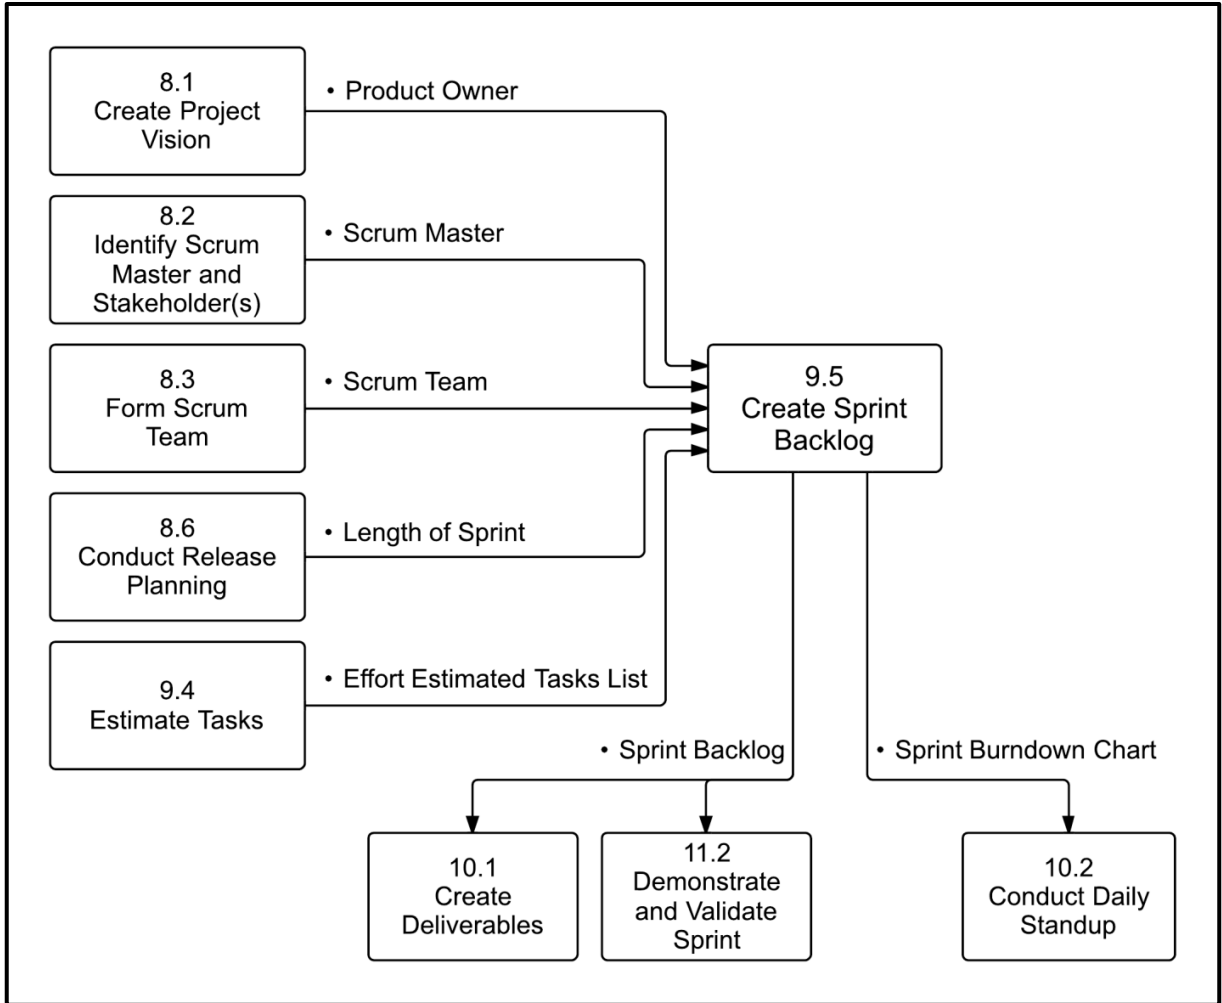 8.1
Create Project
Vision
• Product Owner
8.2
Identify Scrum
Master and
Stakeholder(s)
• Scrum Master
8.3
Form Scrum
Team
• Scrum Team
9.5
Create Sprint
Backlog
8.6
Conduct Release
Planning
• Length of Sprint
9.4
Estimate Tasks
• Effort Estimated Tasks List
• Sprint Backlog
• Sprint Burndown Chart
10.1
Create
Deliverables
11.2
Demonstrate
and Validate
Sprint
10.2
Conduct Daily
Standup